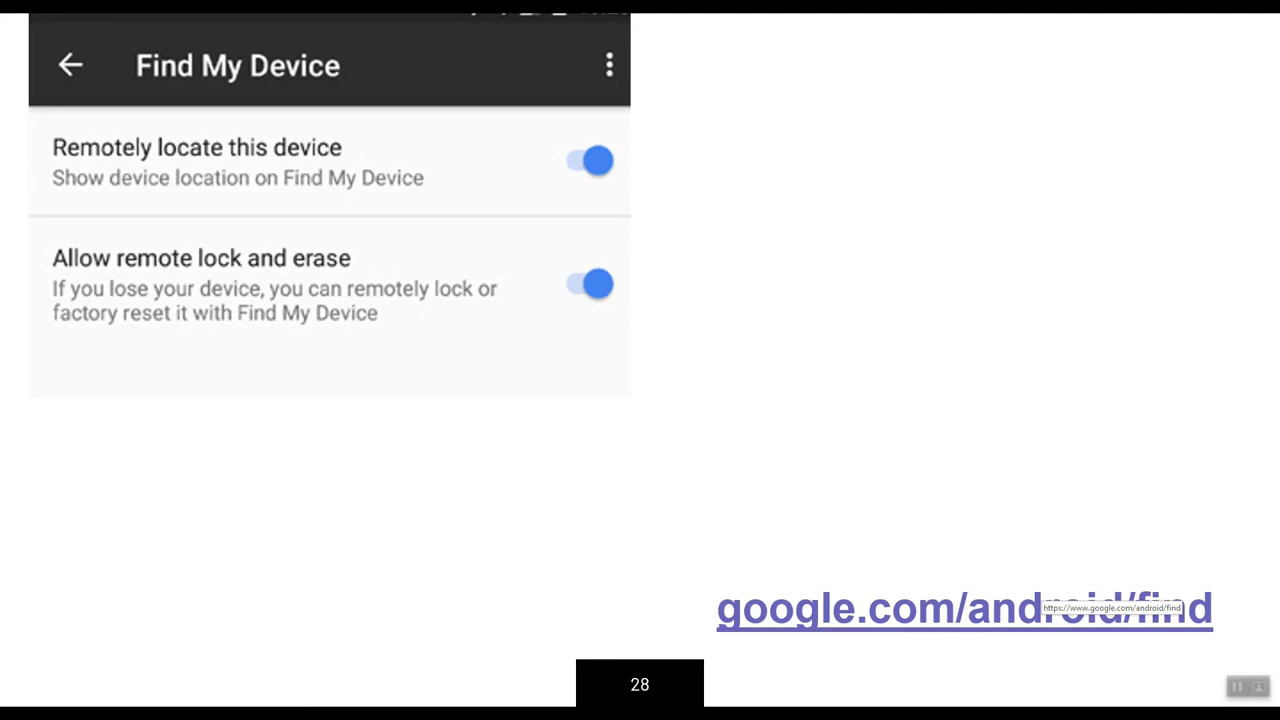 Find My Device
Remotely locate this device
Show device location on Find My Device
Allow remote lock and erase
If you lose your device, you can remotely lock or
factory reset it with Find My Device
google.com/android/find
https://www.google.com/android/find
28